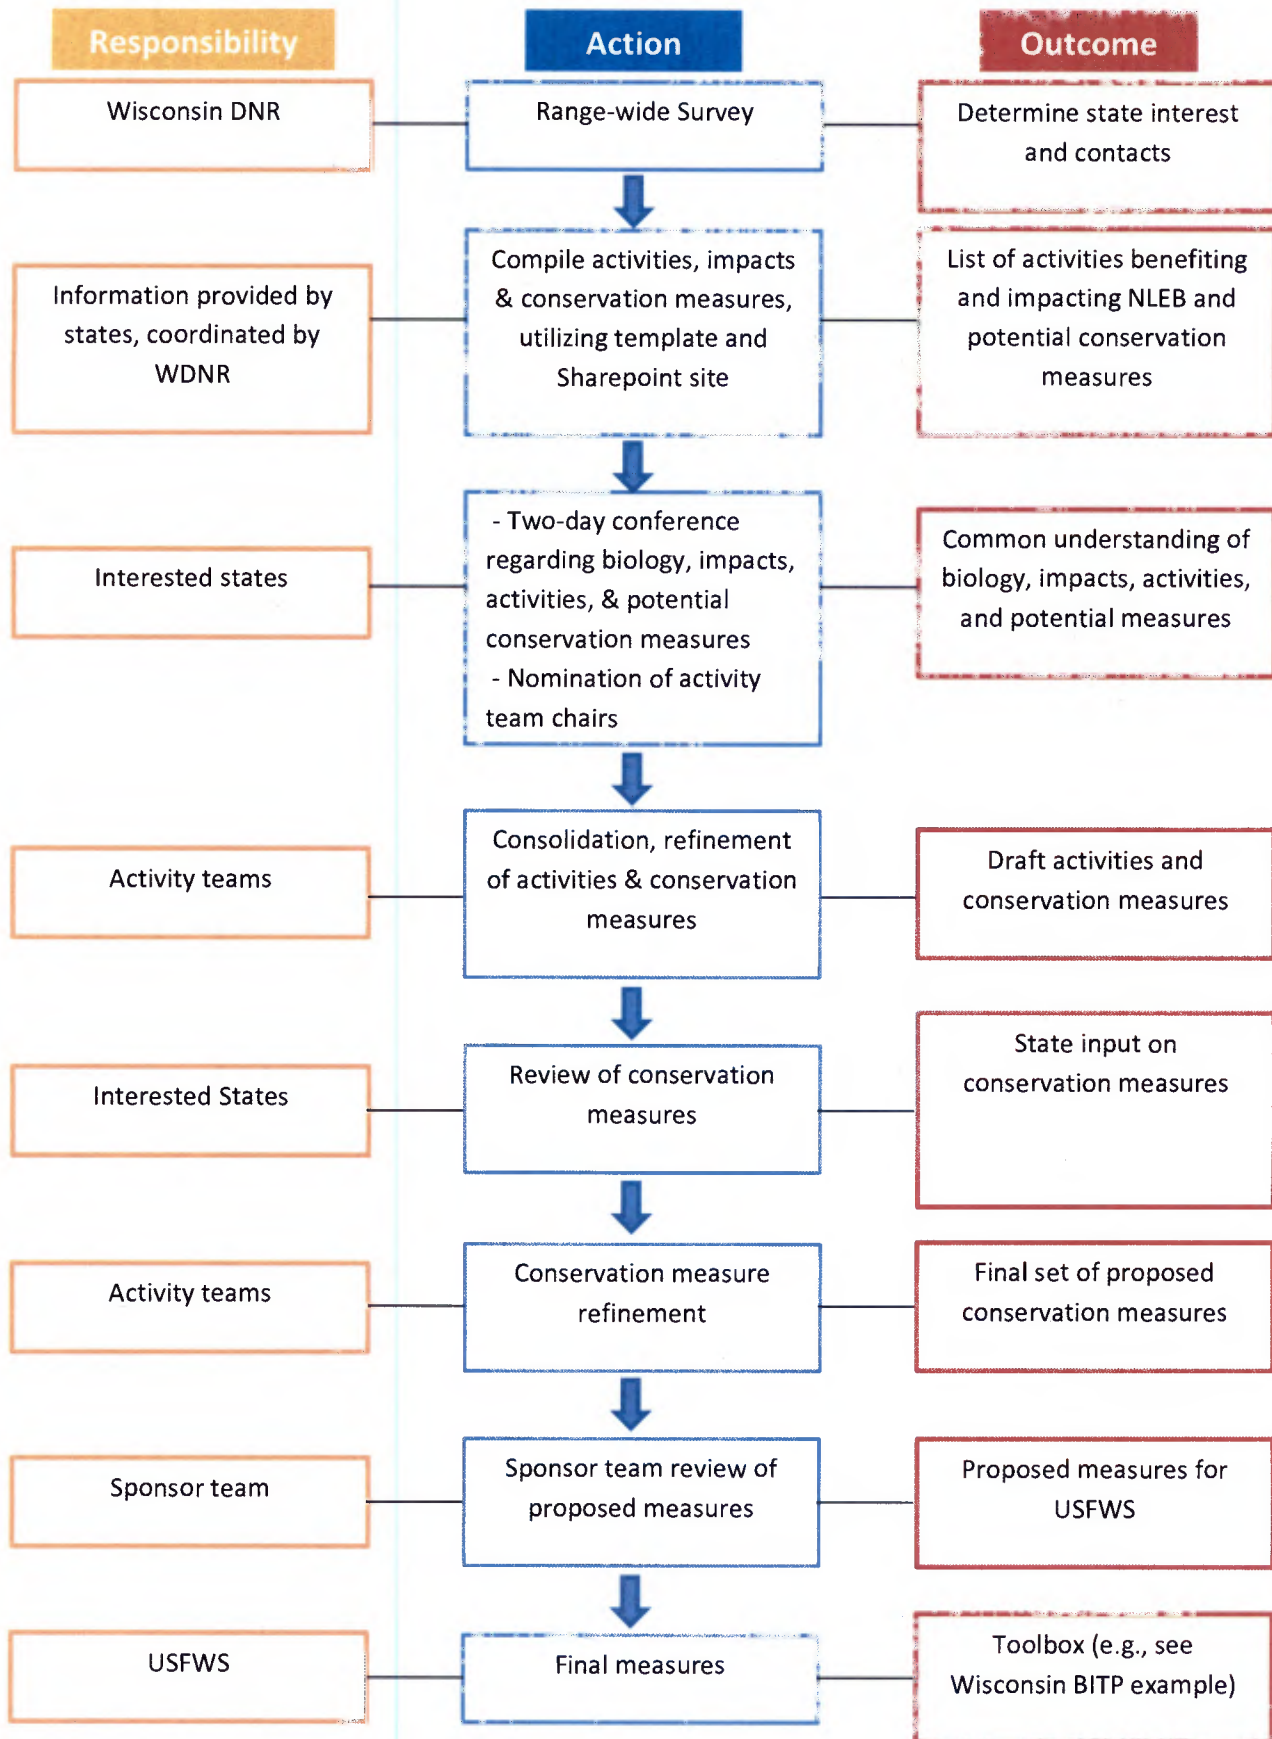 Responsibility
Action
Outcome
Wisconsin DNR
Range-wide Survey
Determine state interest
and contacts
Information provided by
states, coordinated by
WDNR
Compile activities, impacts
& conservation measures,
utilizing template and
Sharepoint site
List of activities benefiting
and impacting NLEB and
potential conservation
measures
Interested states
- Two-day conference
regarding biology, impacts,
activities, & potential
conservation measures
- Nomination of activity
team chairs
Common understanding of
biology, impacts, activities,
and potential measures
Activity teams
Consolidation, refinement
of activities & conservation
measures
Draft activities and
conservation measures
Interested States
Review of conservation
measures
State input on
conservation measures
Activity teams
Conservation measure
refinement
Final set of proposed
conservation measures
Sponsor team
Sponsor team review of
proposed measures
Proposed measures for
USFWS
USFWS
Final measures
Toolbox (e.g., see
Wisconsin BITP example)